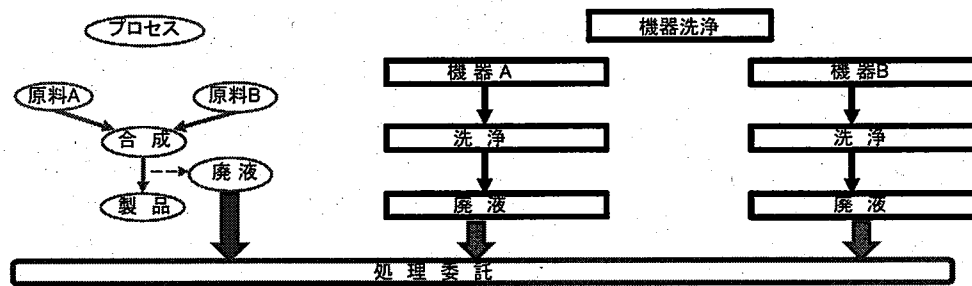 プロセス
機器洗浄
原料A
原料B
合成
廃液
製品
機器A
洗浄
廃液
機器B
洗浄
廃液
処理委託